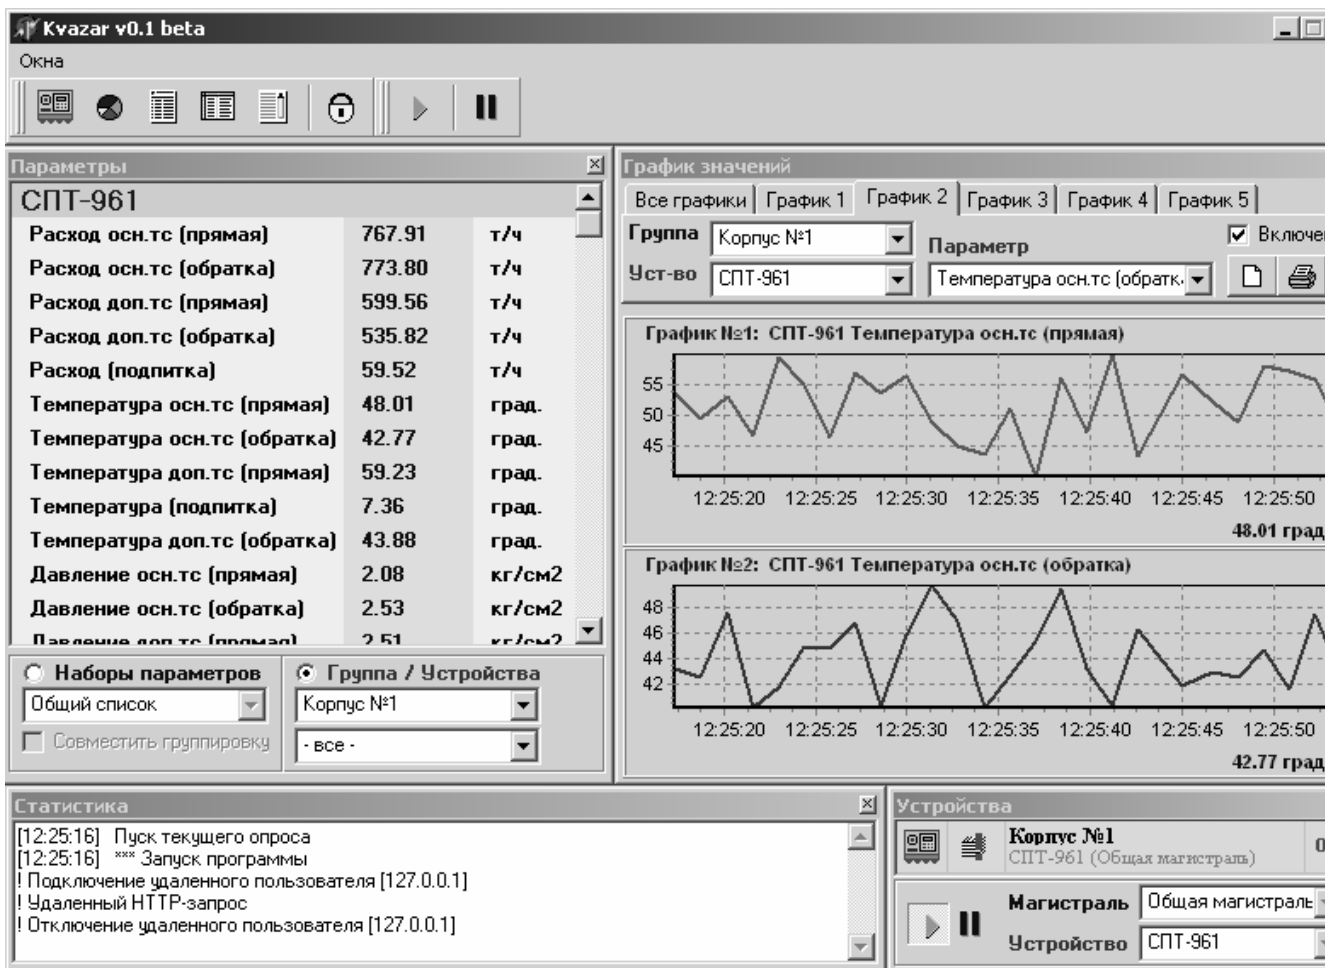 Kvazar v0.1 beta
Окна
Параметры
СПТ-961
Расход осн.тс (прямая) 767.91 т/ч
Расход осн.тс (обратка) 773.80 т/ч
Расход доп.тс (прямая) 599.56 т/ч
Расход доп.тс (обратка) 535.82 т/ч
Расход (подпитка) 59.52 т/ч
Температура осн.тс (прямая) 48.01 град.
Температура осн.тс (обратка) 42.77 град.
Температура доп.тс (прямая) 59.23 град.
Температура (подпитка) 7.36 град.
Температура доп.тс (обратка) 43.88 град.
Давление осн.тс (прямая) 2.08 кг/см2
Давление осн.тс (обратка) 2.53 кг/см2
Давление доп.тс (прямая) 2.51 кг/см2
Наборы параметров
Общий список
Совместить группировку
Группа / Устройства
Корпус №1
- все -
График значений
Все графики График 1 График 2 График 3 График 4 График 5
Группа Корпус №1 Параметр Включен
Уст-во СПТ-961 Температура осн.тс (обратк.
График №1: СПТ-961 Температура осн.тс (прямая)
55
50
45
12:25:20 12:25:25 12:25:30 12:25:35 12:25:40 12:25:45 12:25:50
48.01 град
График №2: СПТ-961 Температура осн.тс (обратка)
48
46
44
42
12:25:20 12:25:25 12:25:30 12:25:35 12:25:40 12:25:45 12:25:50
42.77 град
Статистика
[12:25:16] Пуск текущего опроса
[12:25:16] *** Запуск программы
! Подключение удаленного пользователя [127.0.0.1]
! Удаленный HTTP-запрос
! Отключение удаленного пользователя [127.0.0.1]
Устройства
Корпус №1 0
СПТ-961 (Общая магистраль)
Магистраль Общая магистраль
Устройство СПТ-961